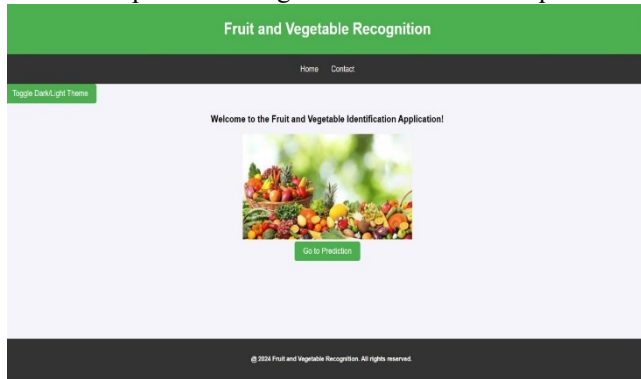 Fruit and Vegetable Recognition
Home Contact
Toggle Dark/Light Theme
Welcome to the Fruit and Vegetable Identification Application!
Go to Prediction
@ 2024 Fruit and Vegetable Recognition. All rights reserved.